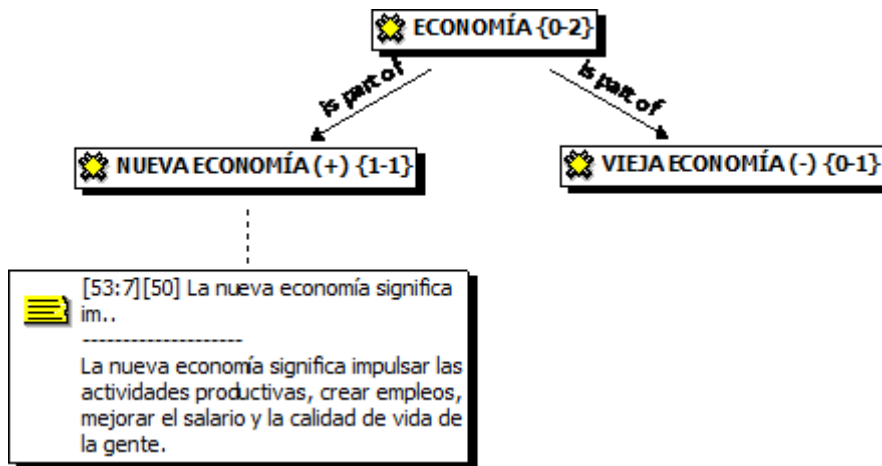 ECONOMÍA {0-2}
is part of
is part of
NUEVA ECONOMÍA (+) {1-1}
VIEJA ECONOMÍA (-) {0-1}
[53:7][50] La nueva economía significa
im..
--------------------
La nueva economía significa impulsar las
actividades productivas, crear empleos,
mejorar el salario y la calidad de vida de
la gente.